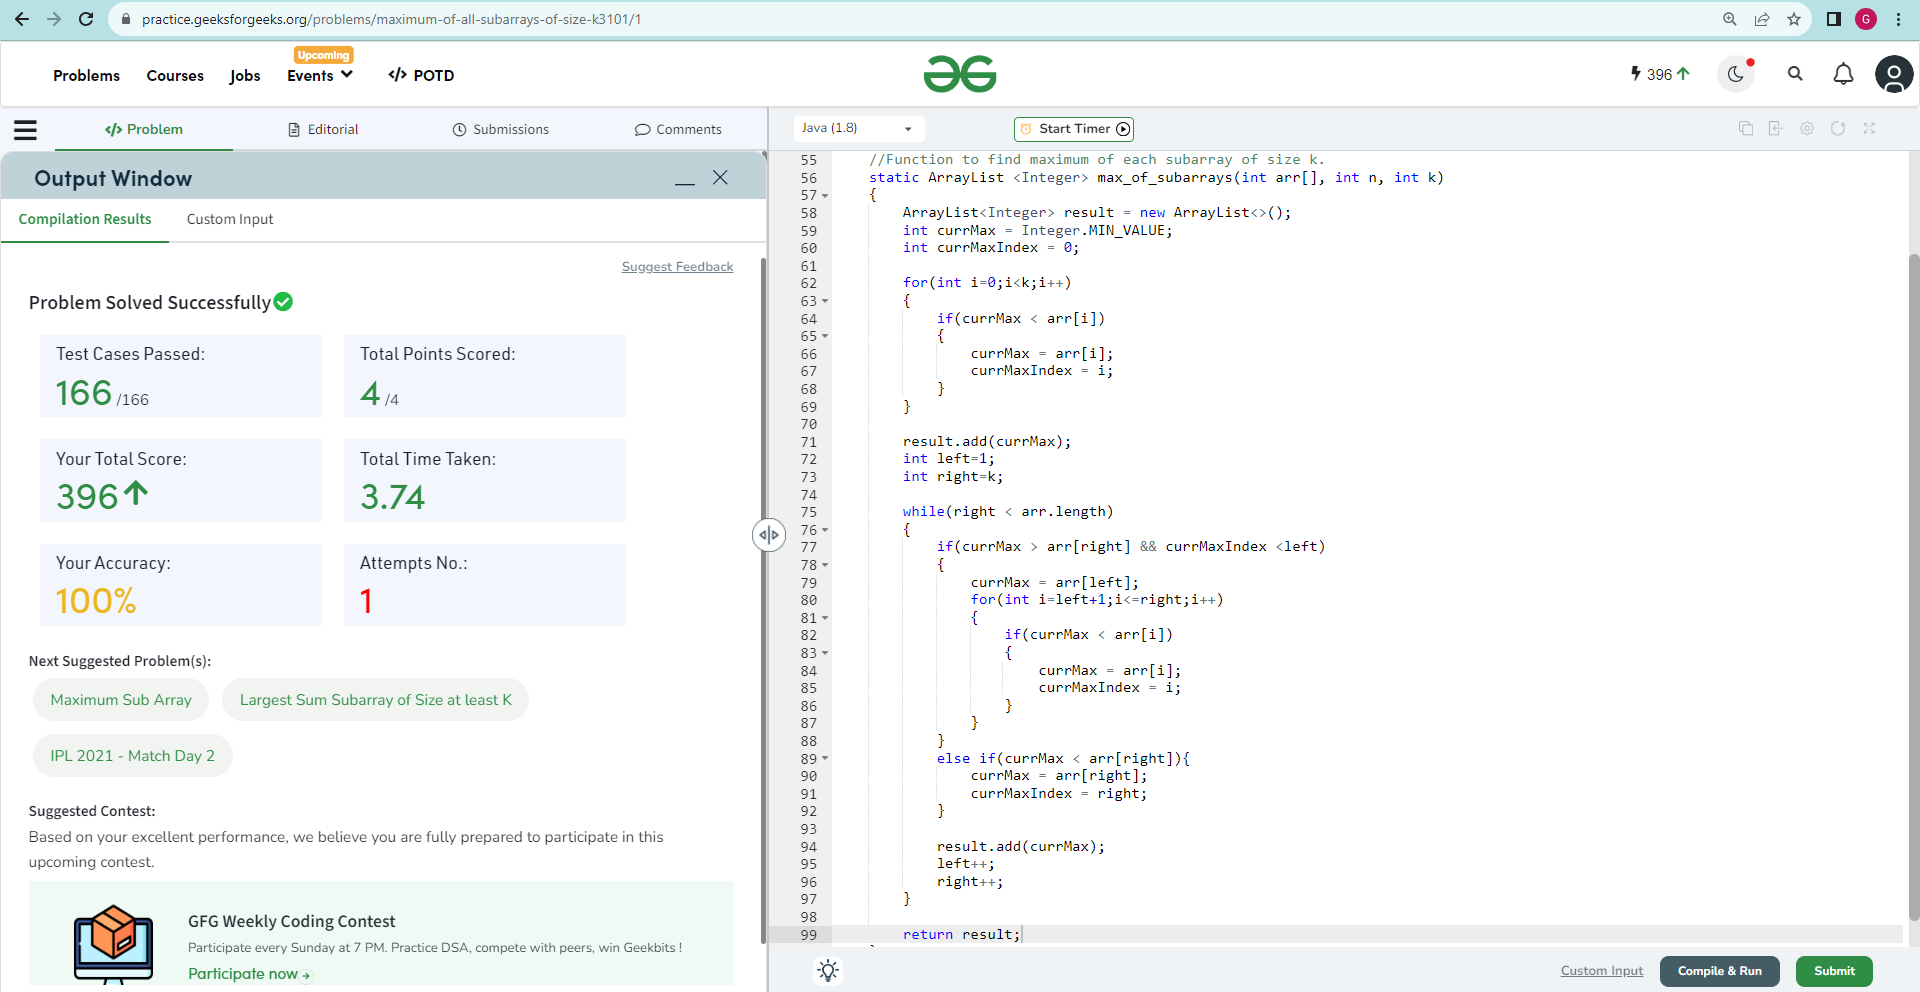 practice.geeksforgeeks.org/problems/maximum-of-all-subarrays-of-size-k3101/1
G
Problems
Courses
Jobs
Upcoming
Events
</> POTD
396
</> Problem
Editorial
Submissions
Comments
Java (1.8)
Start Timer
Output Window
Compilation Results
Custom Input
Suggest Feedback
Problem Solved Successfully
Test Cases Passed:
166 /166
Total Points Scored:
4 /4
Your Total Score:
396
Total Time Taken:
3.74
Your Accuracy:
100%
Attempts No.:
1
Next Suggested Problem(s):
Maximum Sub Array
Largest Sum Subarray of Size at least K
IPL 2021 - Match Day 2
Suggested Contest:
Based on your excellent performance, we believe you are fully prepared to participate in this
upcoming contest.
GFG Weekly Coding Contest
Participate every Sunday at 7 PM. Practice DSA, compete with peers, win Geekbits !
Participate now
55 //Function to find maximum of each subarray of size k.
56 static ArrayList <Integer> max_of_subarrays(int arr[], int n, int k)
57 {
58 ArrayList<Integer> result = new ArrayList<>();
59 int currMax = Integer.MIN_VALUE;
60 int currMaxIndex = 0;
61
62 for(int i=0;i<k;i++)
63 {
64 if(currMax < arr[i])
65 {
66 currMax = arr[i];
67 currMaxIndex = i;
68 }
69 }
70
71 result.add(currMax);
72 int left=1;
73 int right=k;
74
75 while(right < arr.length)
76 {
77 if(currMax > arr[right] && currMaxIndex <left)
78 {
79 currMax = arr[left];
80 for(int i=left+1;i<=right;i++)
81 {
82 if(currMax < arr[i])
83 {
84 currMax = arr[i];
85 currMaxIndex = i;
86 }
87 }
88 }
89 else if(currMax < arr[right]){
90 currMax = arr[right];
91 currMaxIndex = right;
92 }
93
94 result.add(currMax);
95 left++;
96 right++;
97 }
98
99 return result;
Custom Input
Compile & Run
Submit